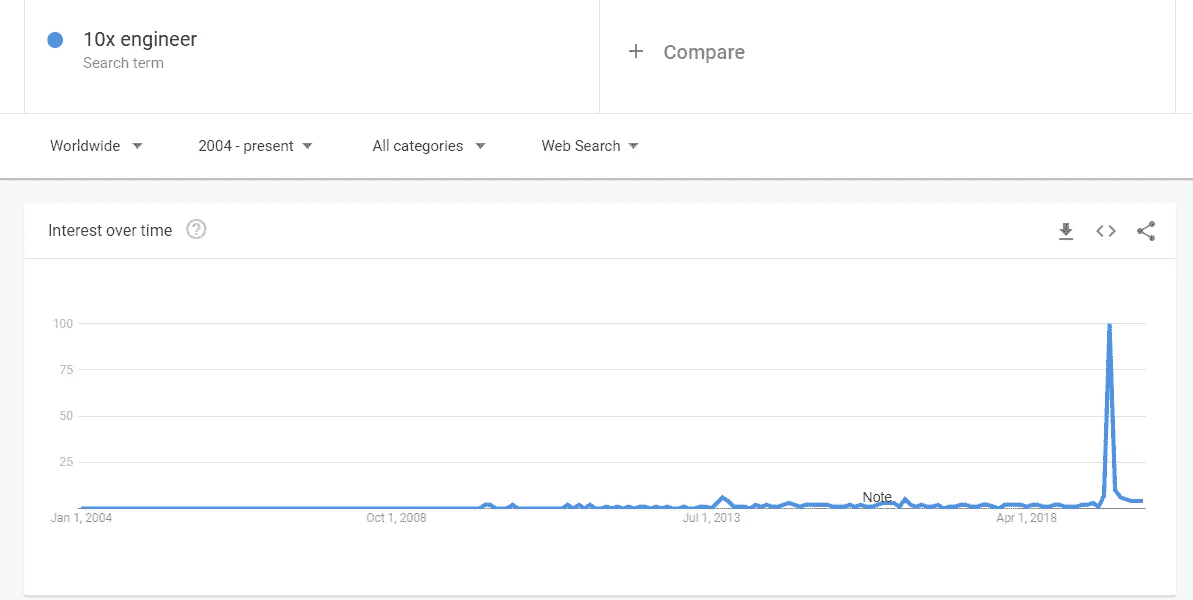 10x engineer
Search term
+ Compare
Worldwide
2004 - present
All categories
Web Search
Interest over time ?
100
75
50
25
Note
Jan 1, 2004
Oct 1, 2008
Jul 1, 2013
Apr 1, 2018